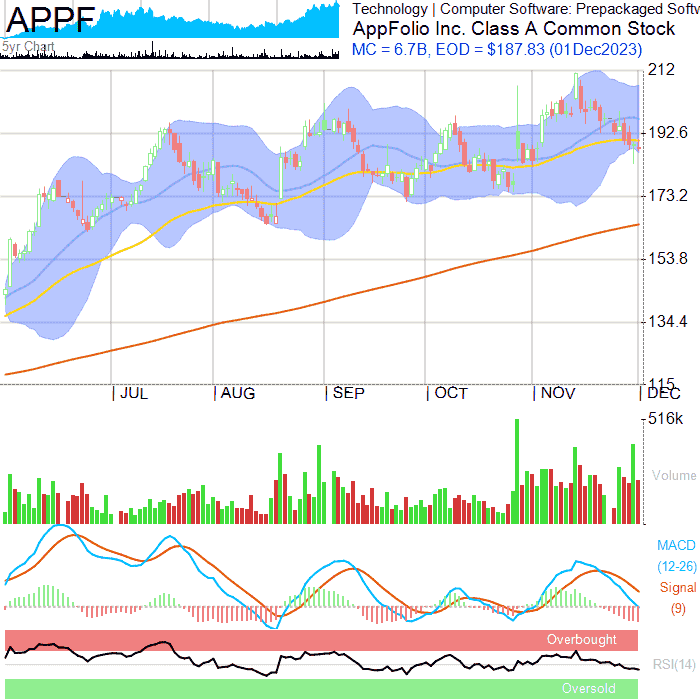 APPF
5yr Chart
Technology | Computer Software: Prepackaged Softw
AppFolio Inc. Class A Common Stock
MC = 6.7B, EOD = $187.83 (01Dec2023)
212
192.6
173.2
153.8
134.4
115
JUL AUG SEP OCT NOV DEC
516k
Volume
MACD
(12-26)
Signal
(9)
Overbought
RSI(14)
Oversold